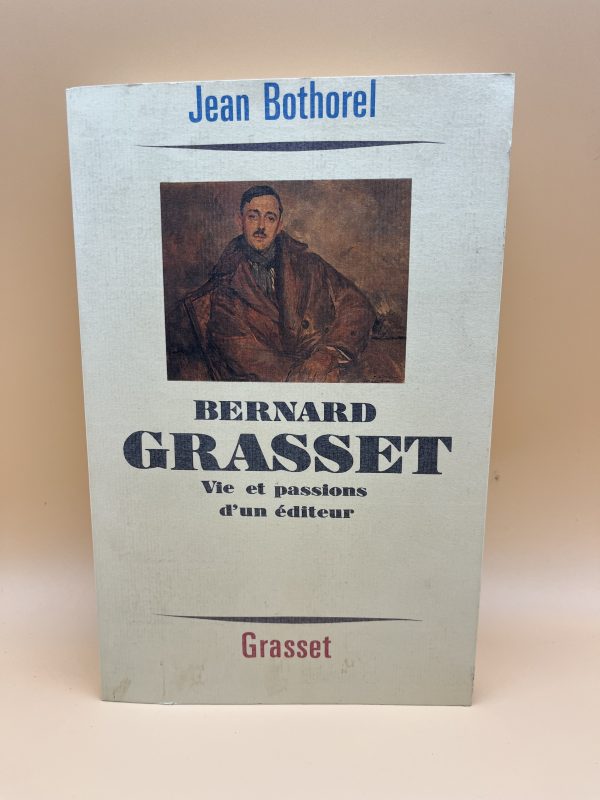 Jean Bothorel
BERNARD
GRASSET
Vie et passions
d'un éditeur
Grasset